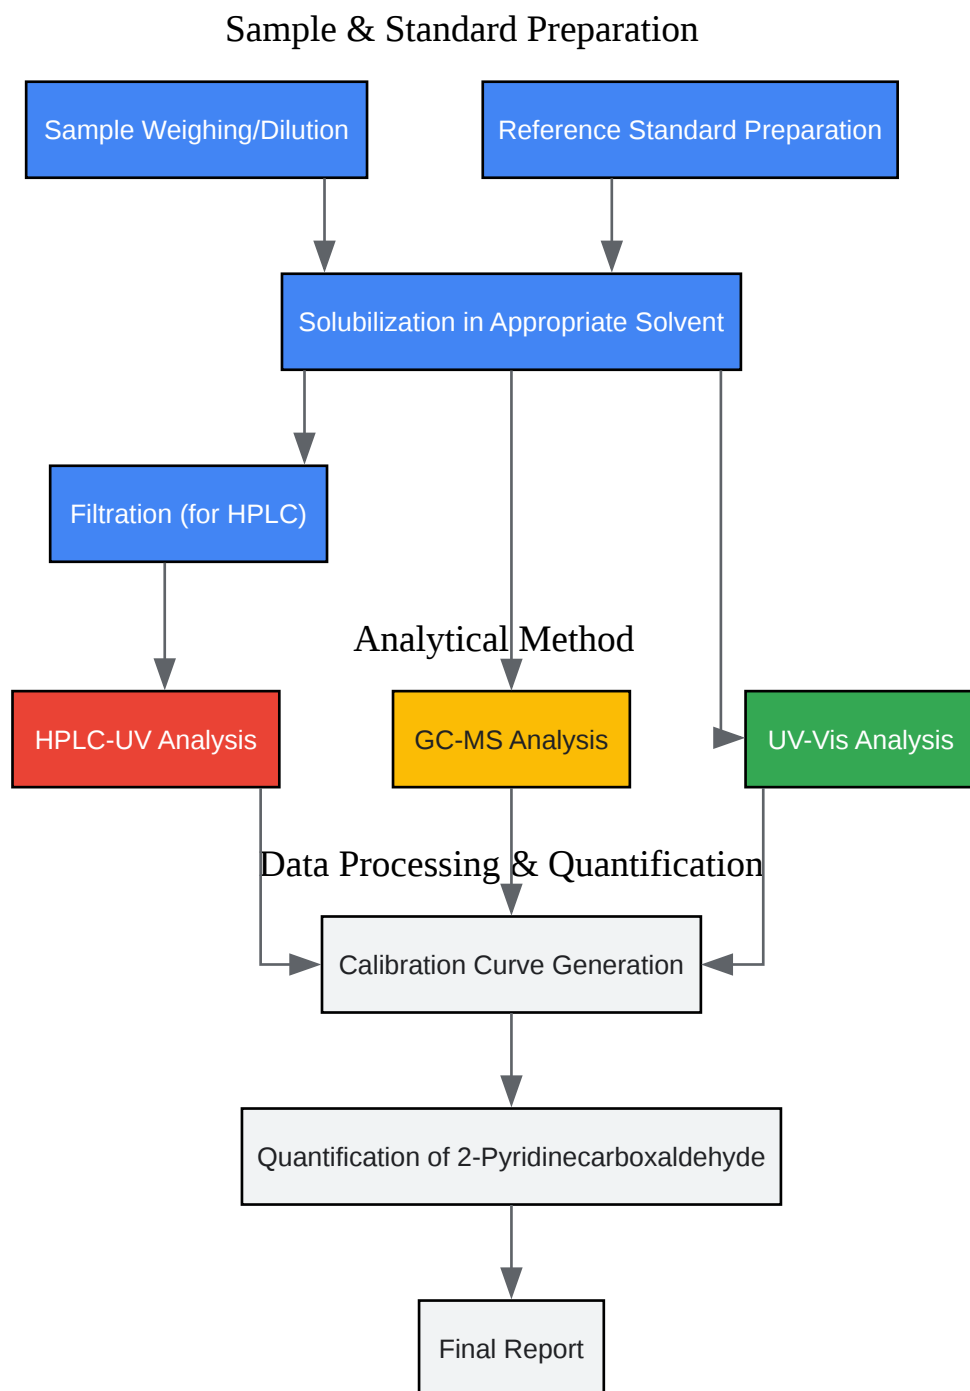 Sample & Standard Preparation
Sample Weighing/Dilution
Reference Standard Preparation
Solubilization in Appropriate Solvent
Filtration (for HPLC)
Analytical Method
HPLC-UV Analysis
GC-MS Analysis
UV-Vis Analysis
Data Processing & Quantification
Calibration Curve Generation
Quantification of 2-Pyridinecarboxaldehyde
Final Report